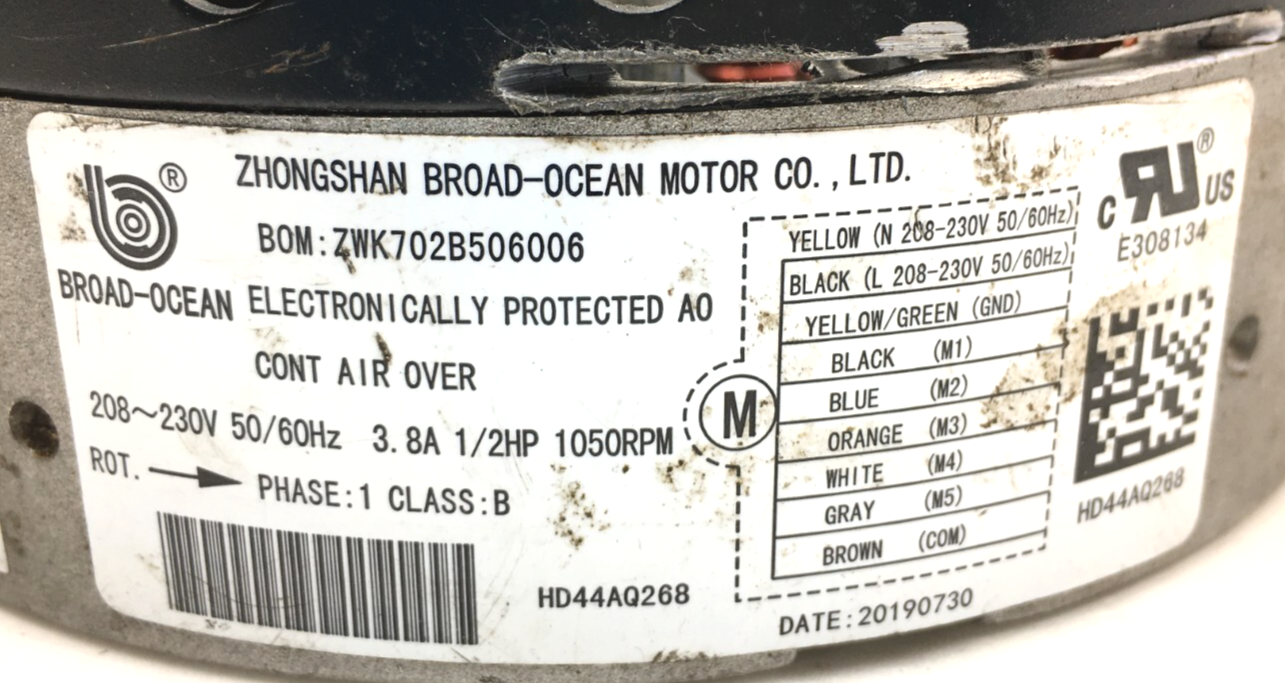 ZHONGSHAN BROAD-OCEAN MOTOR CO., LTD.
BOM:ZWK702B506006
BROAD-OCEAN ELECTRONICALLY PROTECTED AO
CONT AIR OVER
208~230V 50/60Hz 3.8A 1/2HP 1050RPM
ROT.
PHASE:1 CLASS:B
HD44AQ268
YELLOW (N 208-230V 50/60Hz)
BLACK (L 208-230V 50/60Hz)
YELLOW/GREEN (GND)
M
BLACK (M1)
BLUE (M2)
ORANGE (M3)
WHITE (M4)
GRAY (M5)
BROWN (COM)
DATE:20190730
c RU US ®
E308134
HD44AQ268
b ®